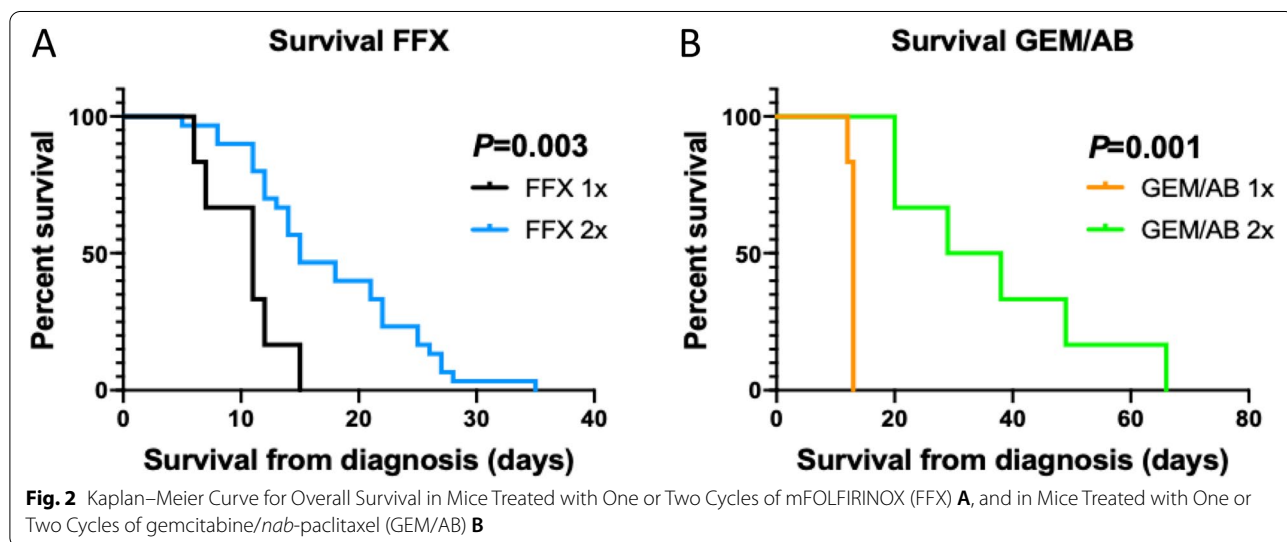 A
Survival FFX
Percent survival
100
50
0
P=0.003
FFX 1x
FFX 2x
0 10 20 30 40
Survival from diagnosis (days)
B
Survival GEM/AB
Percent survival
100
50
0
P=0.001
GEM/AB 1x
GEM/AB 2x
0 20 40 60 80
Survival from diagnosis (days)
Fig. 2 Kaplan–Meier Curve for Overall Survival in Mice Treated with One or Two Cycles of mFOLFIRINOX (FFX) A, and in Mice Treated with One or
Two Cycles of gemcitabine/nab-paclitaxel (GEM/AB) B